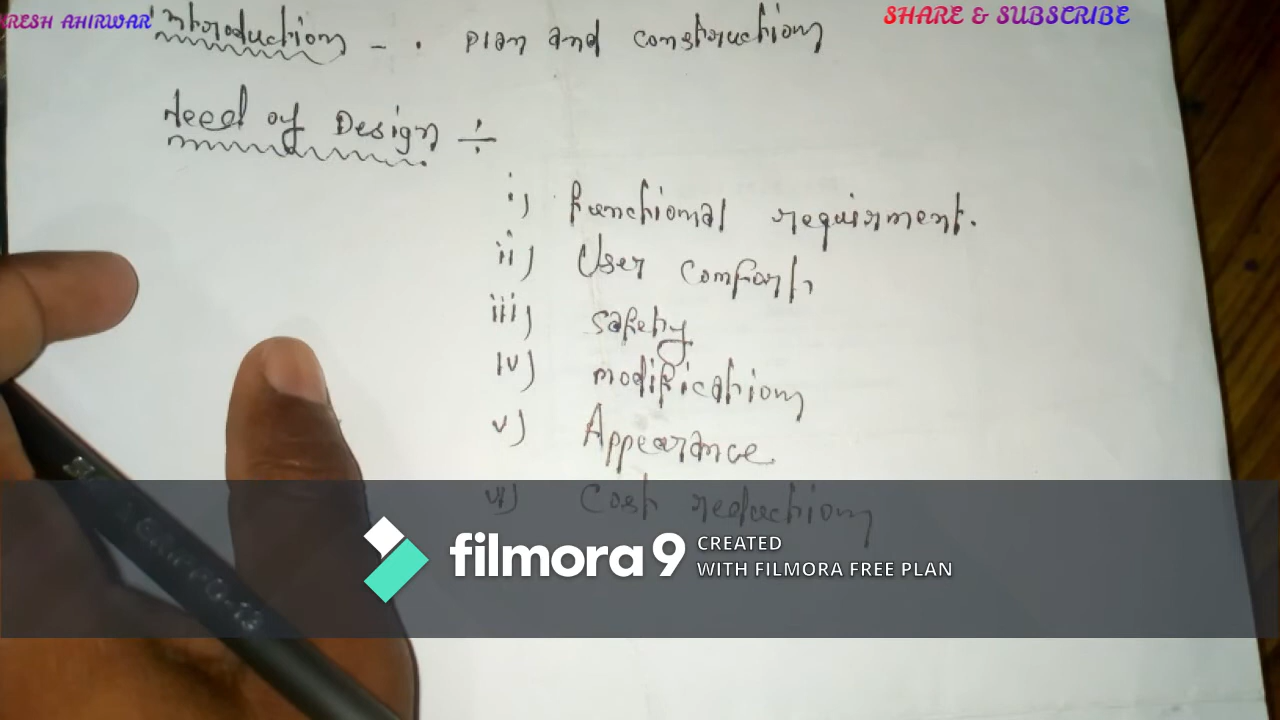 RESH AHIRWAR
SHARE & SUBSCRIBE
Introduction - . Plan and construction
Need of Design ÷
i) functional requirment.
ii) User comfort,
iii) safety
iv) modification
v) Appearance
vi) Cost reduction
filmora 9 CREATED
WITH FILMORA FREE PLAN